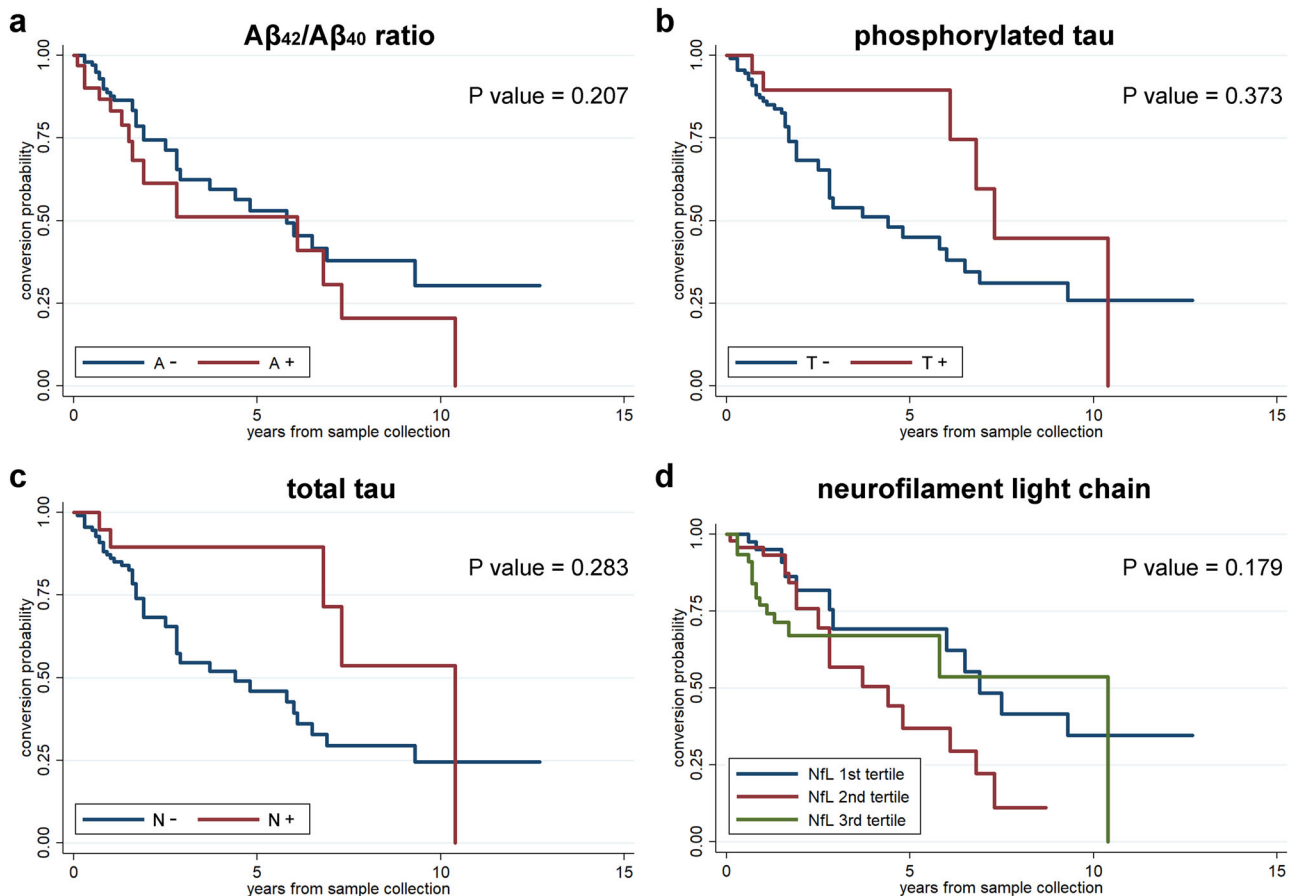 a
Aβ₄₂/Aβ₄₀ ratio
P value = 0.207
conversion probability
1.00
0.75
0.50
0.25
0.00
A -
A +
0
5
10
15
years from sample collection
b
phosphorylated tau
P value = 0.373
conversion probability
1.00
0.75
0.50
0.25
0.00
T -
T +
0
5
10
15
years from sample collection
c
total tau
P value = 0.283
conversion probability
1.00
0.75
0.50
0.25
0.00
N -
N +
0
5
10
15
years from sample collection
d
neurofilament light chain
P value = 0.179
conversion probability
1.00
0.75
0.50
0.25
0.00
NfL 1st tertile
NfL 2nd tertile
NfL 3rd tertile
0
5
10
15
years from sample collection